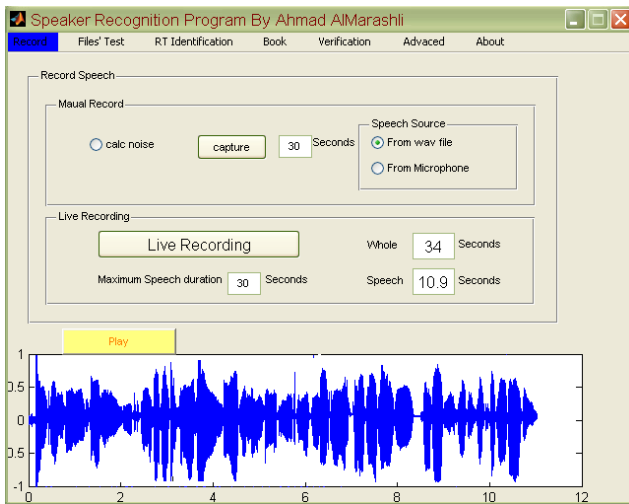 Speaker Recognition Program By Ahmad AlMarashli
Record Files' Test RT Identification Book Verification Advaced About
Record Speech
Maual Record
calc noise capture 30 Seconds
Speech Source
From wav file
From Microphone
Live Recording
Live Recording Whole 34 Seconds
Maximum Speech duration 30 Seconds Speech 10.9 Seconds
Play
1
0.5
0
0.5
-1
0 2 4 6 8 10 12